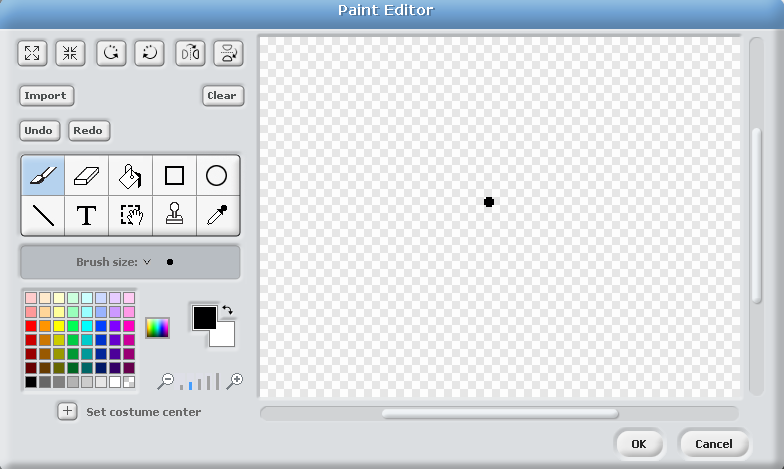 Paint Editor
Import
Clear
Undo
Redo
T
Brush size:
Set costume center
OK
Cancel